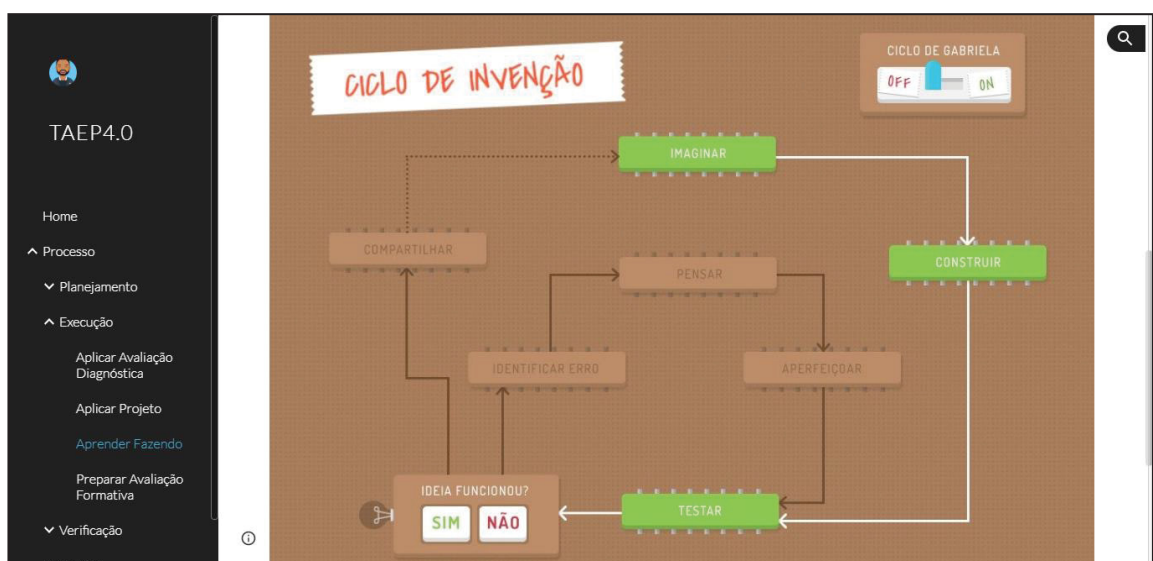 TAEP4.0
Home
Processo
Planejamento
Execução
Aplicar Avaliação
Diagnóstica
Aplicar Projeto
Aprender Fazendo
Preparar Avaliação
Formativa
Verificação
CICLO DE INVENÇÃO
CICLO DE GABRIELA
OFF
ON
IMAGINAR
COMPARTILHAR
PENSAR
CONSTRUIR
IDENTIFICAR ERRO
APERFEIÇOAR
IDEIA FUNCIONOU?
SIM
NÃO
TESTAR